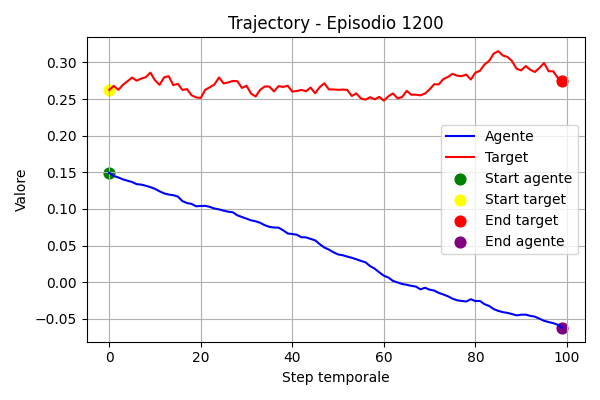 Trajectory - Episodio 1200
Valore
0.30
0.25
0.20
0.15
0.10
0.05
0.00
−0.05
Agente
Target
Start agente
Start target
End target
End agente
0 20 40 60 80 100
Step temporale